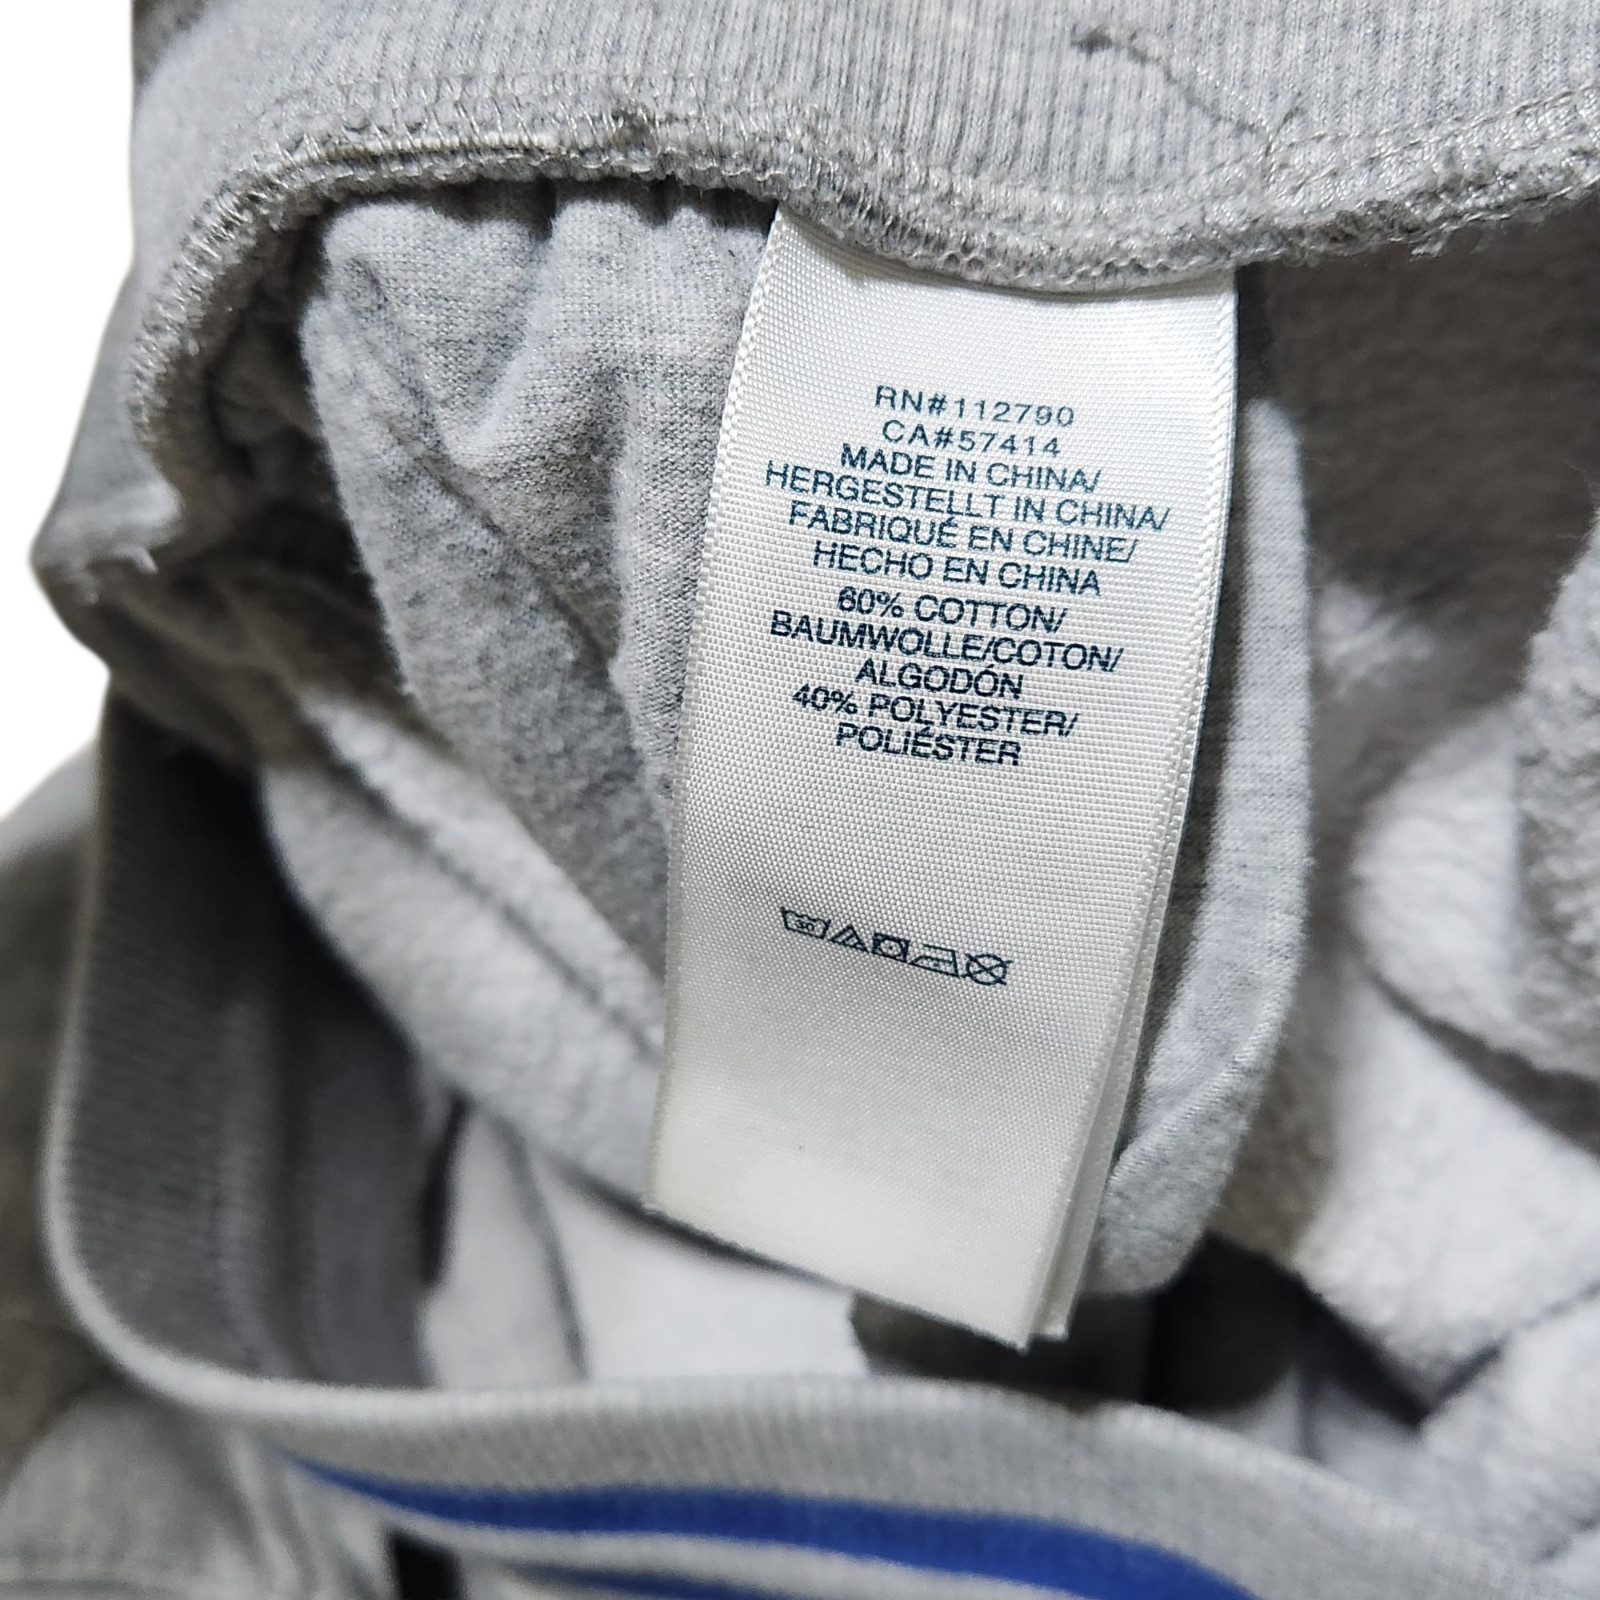 RN#112790
CA#57414
MADE IN CHINA/
HERGESTELLT IN CHINA/
FABRIQUÉ EN CHINE/
HECHO EN CHINA
60% COTTON/
BAUMWOLLE/COTON/
ALGODÓN
40% POLYESTER/
POLIÉSTER
30